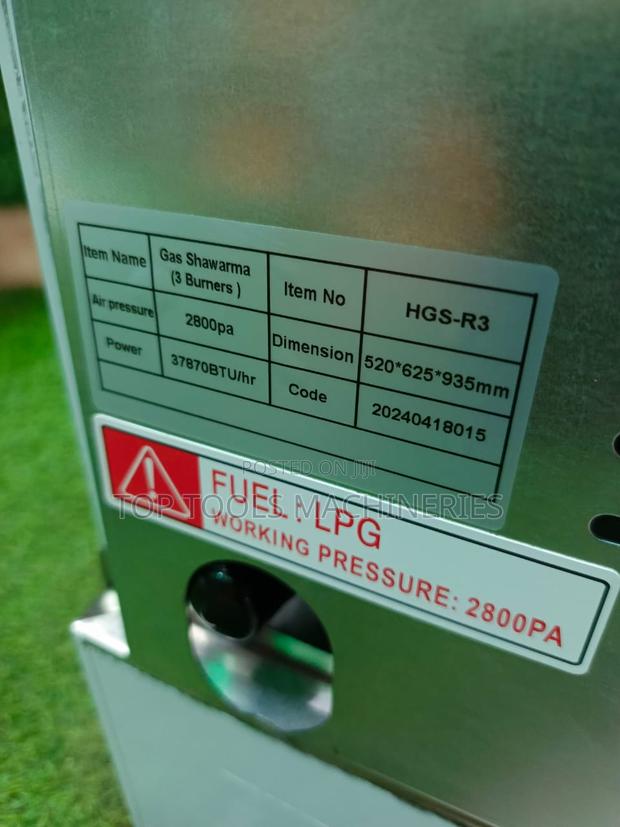 Item Name Gas Shawarma (3 Burners ) Item No HGS-R3
Air pressure 2800pa Dimension 520*625*935mm
Power 37870BTU/hr Code 20240418015
POSTED ON JIJI
TOP TOOLS MACHINERIES
FUEL : LPG
WORKING PRESSURE: 2800PA